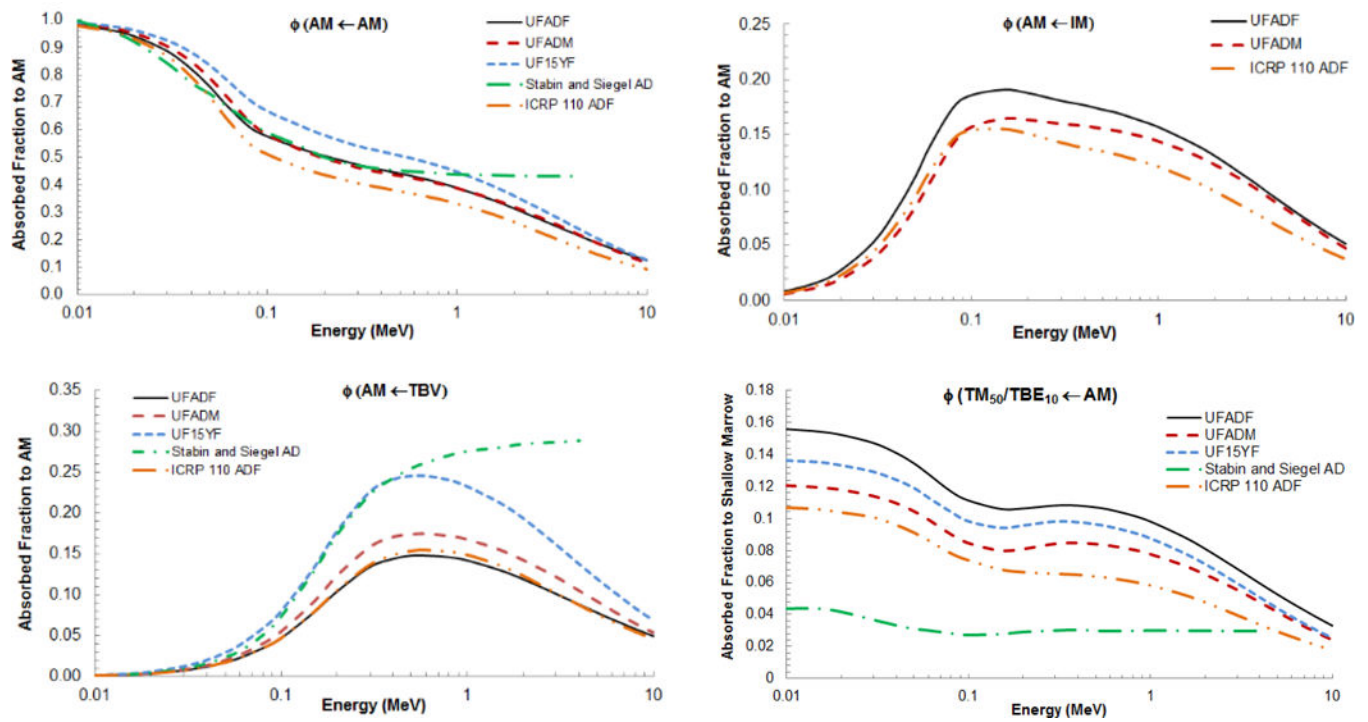 ϕ (AM ← AM)
UFADF
UFADM
UF15YF
Stabin and Siegel AD
ICRP 110 ADF
Absorbed Fraction to AM
1.0
0.9
0.8
0.7
0.6
0.5
0.4
0.3
0.2
0.1
0.0
0.01
0.1
1
10
Energy (MeV)
ϕ (AM ← IM)
UFADF
UFADM
ICRP 110 ADF
Absorbed Fraction to AM
0.20
0.15
0.10
0.05
0.00
0.01
0.1
1
10
Energy (MeV)
ϕ (AM ← TBV)
UFADF
UFADM
UF15YF
Stabin and Siegel AD
ICRP 110 ADF
Absorbed Fraction to AM
0.35
0.30
0.25
0.20
0.15
0.10
0.05
0.00
0.01
0.1
1
10
Energy (MeV)
ϕ (TM₅₀/TBE₁₀ ← AM)
UFADF
UFADM
UF15YF
Stabin and Siegel AD
ICRP 110 ADF
Absorbed Fraction to Shallow Marrow
0.18
0.16
0.14
0.12
0.1
0.08
0.06
0.04
0.02
0
0.01
0.1
1
10
Energy (MeV)